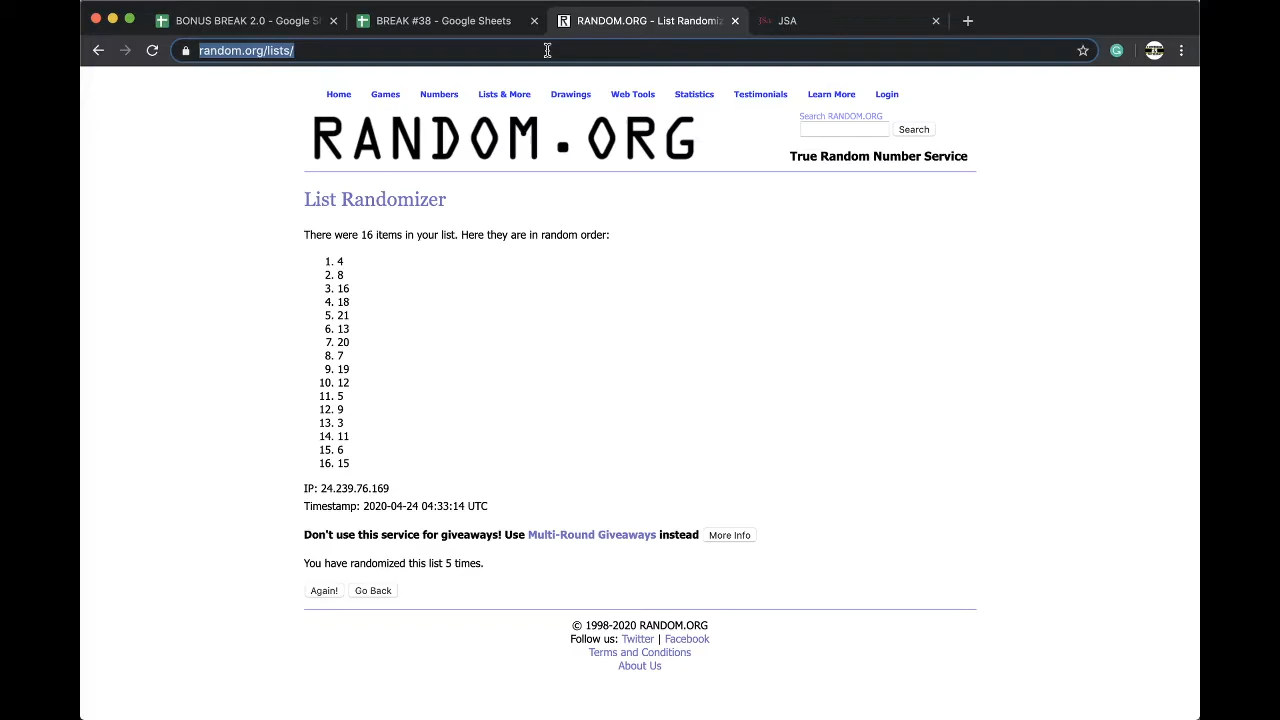 BONUS BREAK 2.0 - Google Sh
BREAK #38 - Google Sheets
RANDOM.ORG - List Randomiz
JSA
random.org/lists/
Home Games Numbers Lists & More Drawings Web Tools Statistics Testimonials Learn More Login
RANDOM.ORG
Search RANDOM.ORG
Search
True Random Number Service
List Randomizer
There were 16 items in your list. Here they are in random order:
1. 4
2. 8
3. 16
4. 18
5. 21
6. 13
7. 20
8. 7
9. 19
10. 12
11. 5
12. 9
13. 3
14. 11
15. 6
16. 15
IP: 24.239.76.169
Timestamp: 2020-04-24 04:33:14 UTC
Don't use this service for giveaways! Use Multi-Round Giveaways instead More Info
You have randomized this list 5 times.
Again! Go Back
© 1998-2020 RANDOM.ORG
Follow us: Twitter | Facebook
Terms and Conditions
About Us